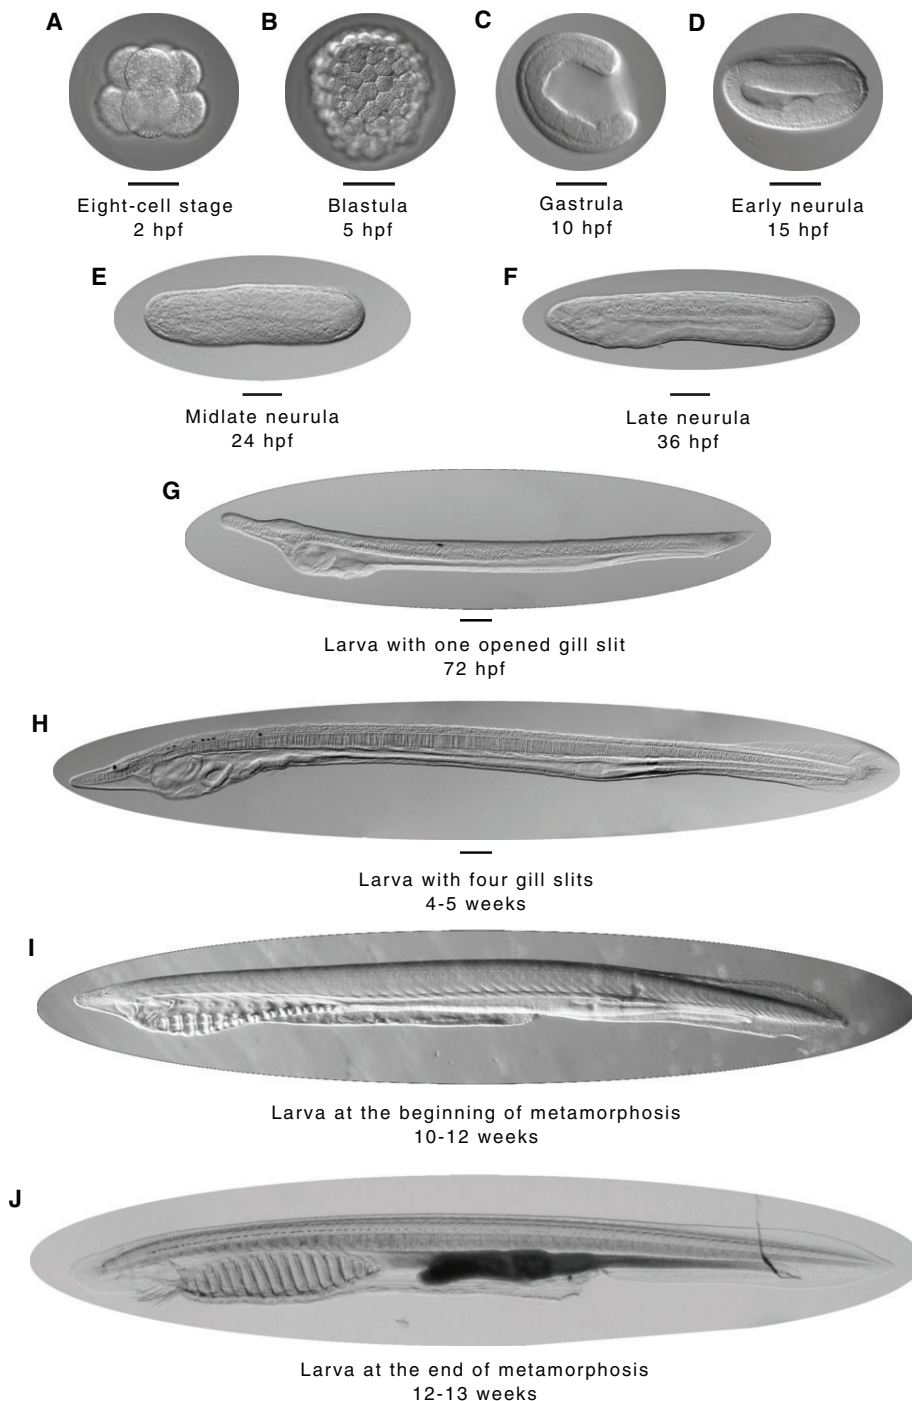 A
B
C
D
Eight-cell stage
2 hpf
Blastula
5 hpf
Gastrula
10 hpf
Early neurula
15 hpf
E
F
Midlate neurula
24 hpf
Late neurula
36 hpf
G
Larva with one opened gill slit
72 hpf
H
Larva with four gill slits
4-5 weeks
I
Larva at the beginning of metamorphosis
10-12 weeks
J
Larva at the end of metamorphosis
12-13 weeks